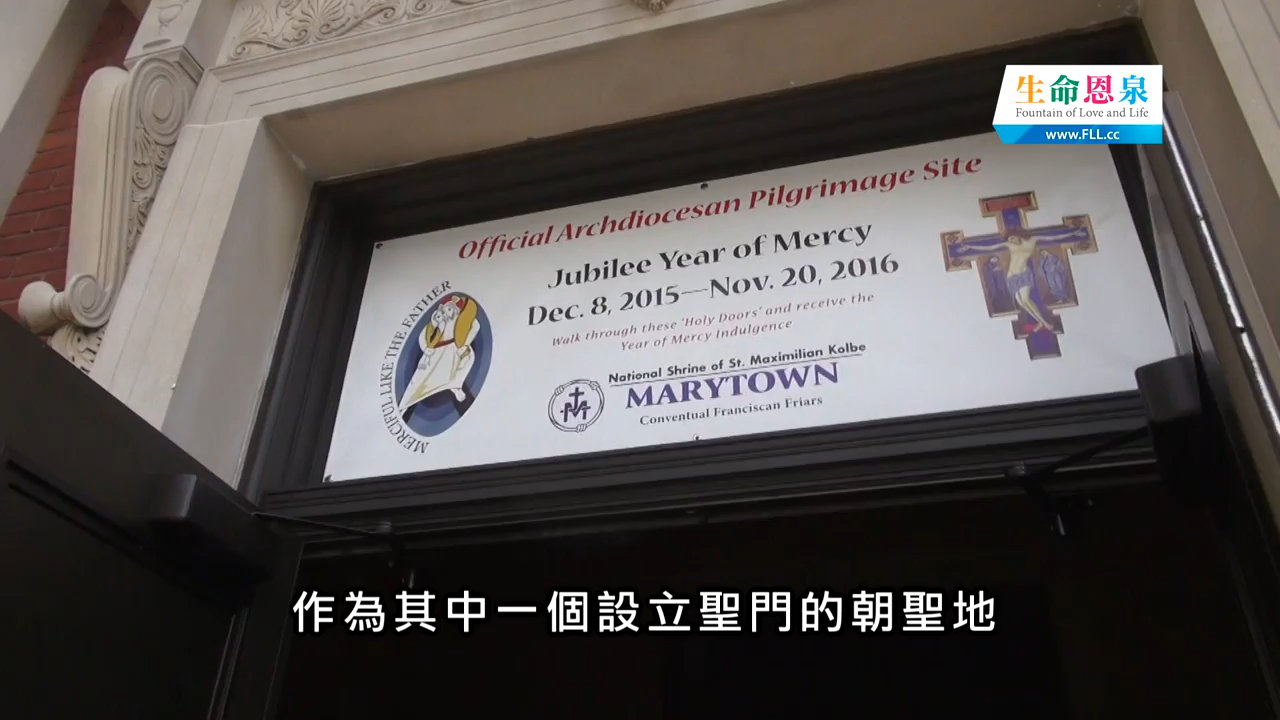 生命恩泉
Fountain of Love and Life
www.FLL.cc
Official Archdiocesan Pilgrimage Site
Jubilee Year of Mercy
Dec. 8, 2015—Nov. 20, 2016
Walk through these 'Holy Doors' and receive the
Year of Mercy Indulgence
MERCIFUL LIKE THE FATHER
National Shrine of St. Maximilian Kolbe
MARYTOWN
Conventual Franciscan Friars
作為其中一個設立聖門的朝聖地